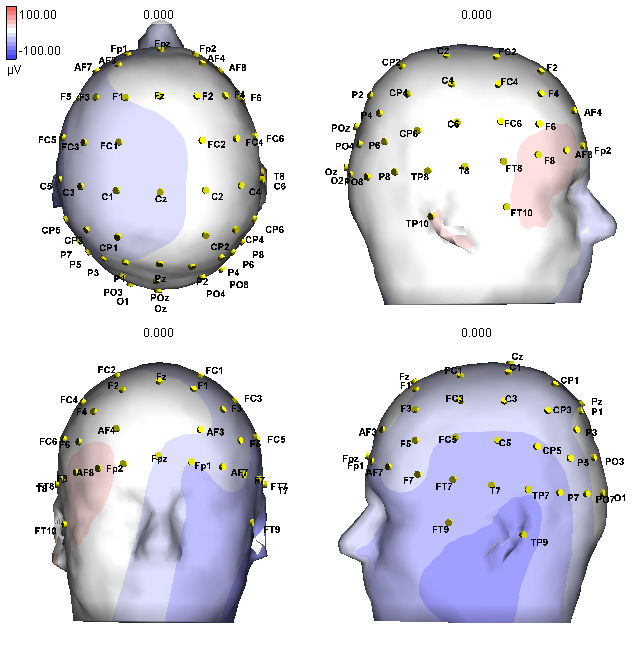 100.00
-100.00
µV
0.000
Fp1 Fpz Fp2
AF7 AF3 AF4 AF8
F5 F3 F1 Fz F2 F4 F6
FC5 FC3 FC1 FC2 FC4 FC6
T8
C5 C3 C1 Cz C2 C4 C6
CP5 CP3 CP1 CP2 CP4 CP6
P7 P5 P3 P1 Pz P2 P4 P6 P8
PO3 POz PO4 PO8
O1 Oz
0.000
CP2 C2 FC2 F2
P2 CP4 C4 FC4 F4
P4 AF4
POz CP6 C6 FC6 F6
PO4 P6 F8 AF8 Fp2
Oz O2 PO8 P8 TP8 T8 FT8
TP10 FT10
0.000
FC2 Fz FC1
F2 F1
FC4 F4 F3 FC3
FC6 F6 AF4 AF3 F5 FC5
FT8 T8 F8 AF8 Fp2 Fpz Fp1 AF7 F7 FT7 T7
FT10 FT9
0.000
Cz
Fz FC1 C1 CP1
F1
F3 FC3 C3 CP3 Pz P1
AF3 F5 FC5 C5 CP5 P3
Fpz Fp1 AF7 P5 PO3
F7 FT7 T7 TP7 P7 PO7 O1
FT9 TP9